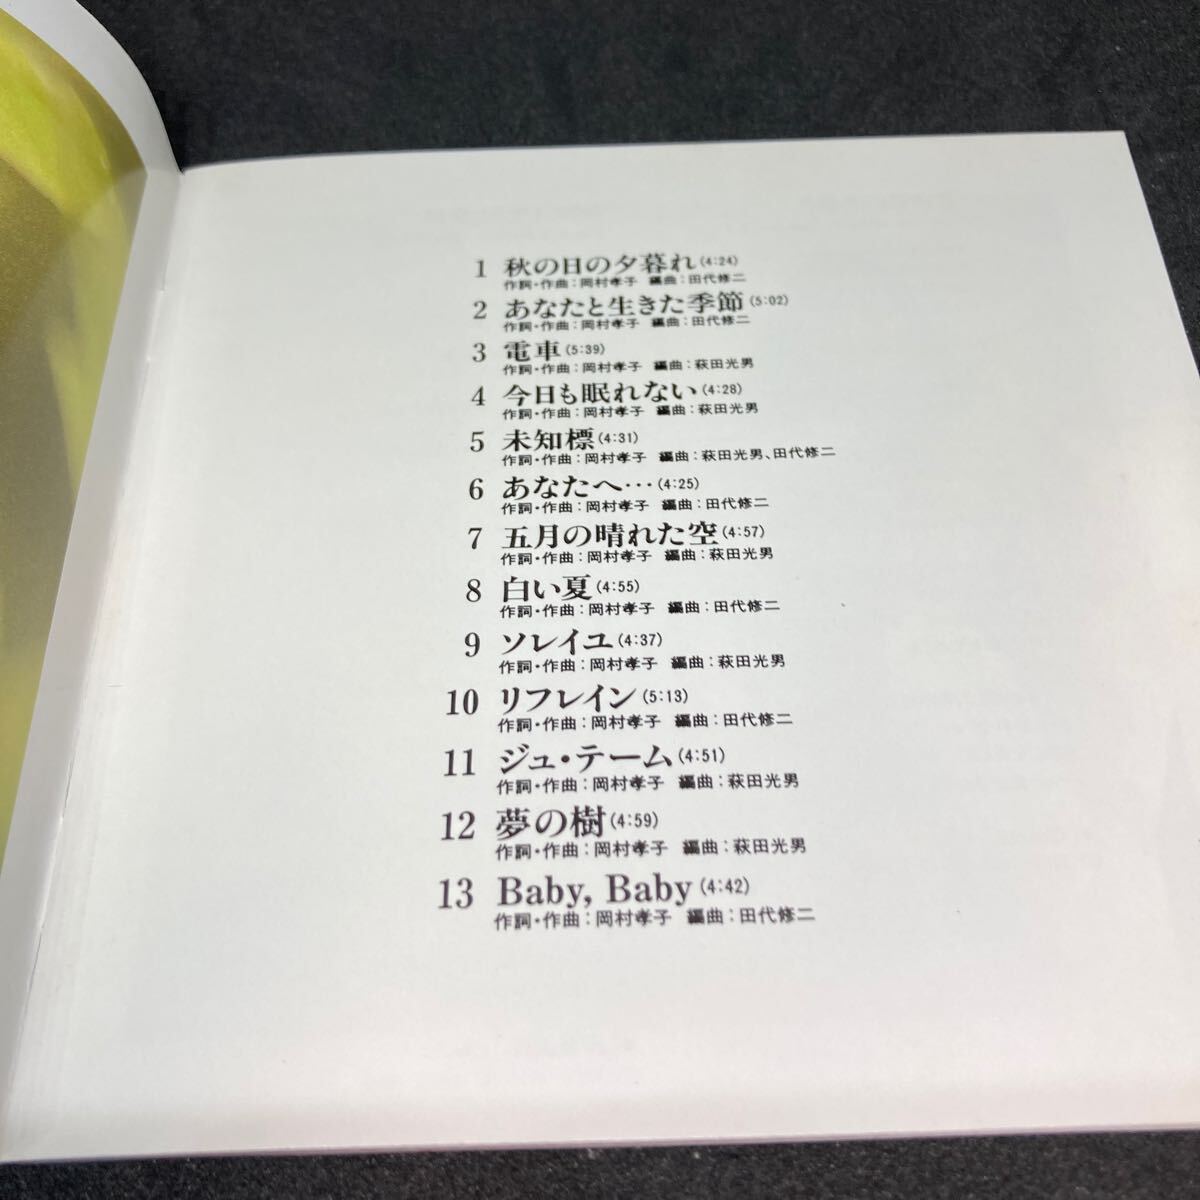 1 秋の日の夕暮れ(4:24)
作詞・作曲：岡村孝子 編曲：田代修二
2 あなたと生きた季節(5:02)
作詞・作曲：岡村孝子 編曲：田代修二
3 電車(5:39)
作詞・作曲：岡村孝子 編曲：萩田光男
4 今日も眠れない(4:28)
作詞・作曲：岡村孝子 編曲：萩田光男
5 未知標(4:31)
作詞・作曲：岡村孝子 編曲：萩田光男、田代修二
6 あなたへ…(4:25)
作詞・作曲：岡村孝子 編曲：田代修二
7 五月の晴れた空(4:57)
作詞・作曲：岡村孝子 編曲：萩田光男
8 白い夏(4:55)
作詞・作曲：岡村孝子 編曲：田代修二
9 ソレイユ(4:37)
作詞・作曲：岡村孝子 編曲：萩田光男
10 リフレイン(5:13)
作詞・作曲：岡村孝子 編曲：田代修二
11 ジュ・テーム(4:51)
作詞・作曲：岡村孝子 編曲：萩田光男
12 夢の樹(4:59)
作詞・作曲：岡村孝子 編曲：萩田光男
13 Baby, Baby(4:42)
作詞・作曲：岡村孝子 編曲：田代修二